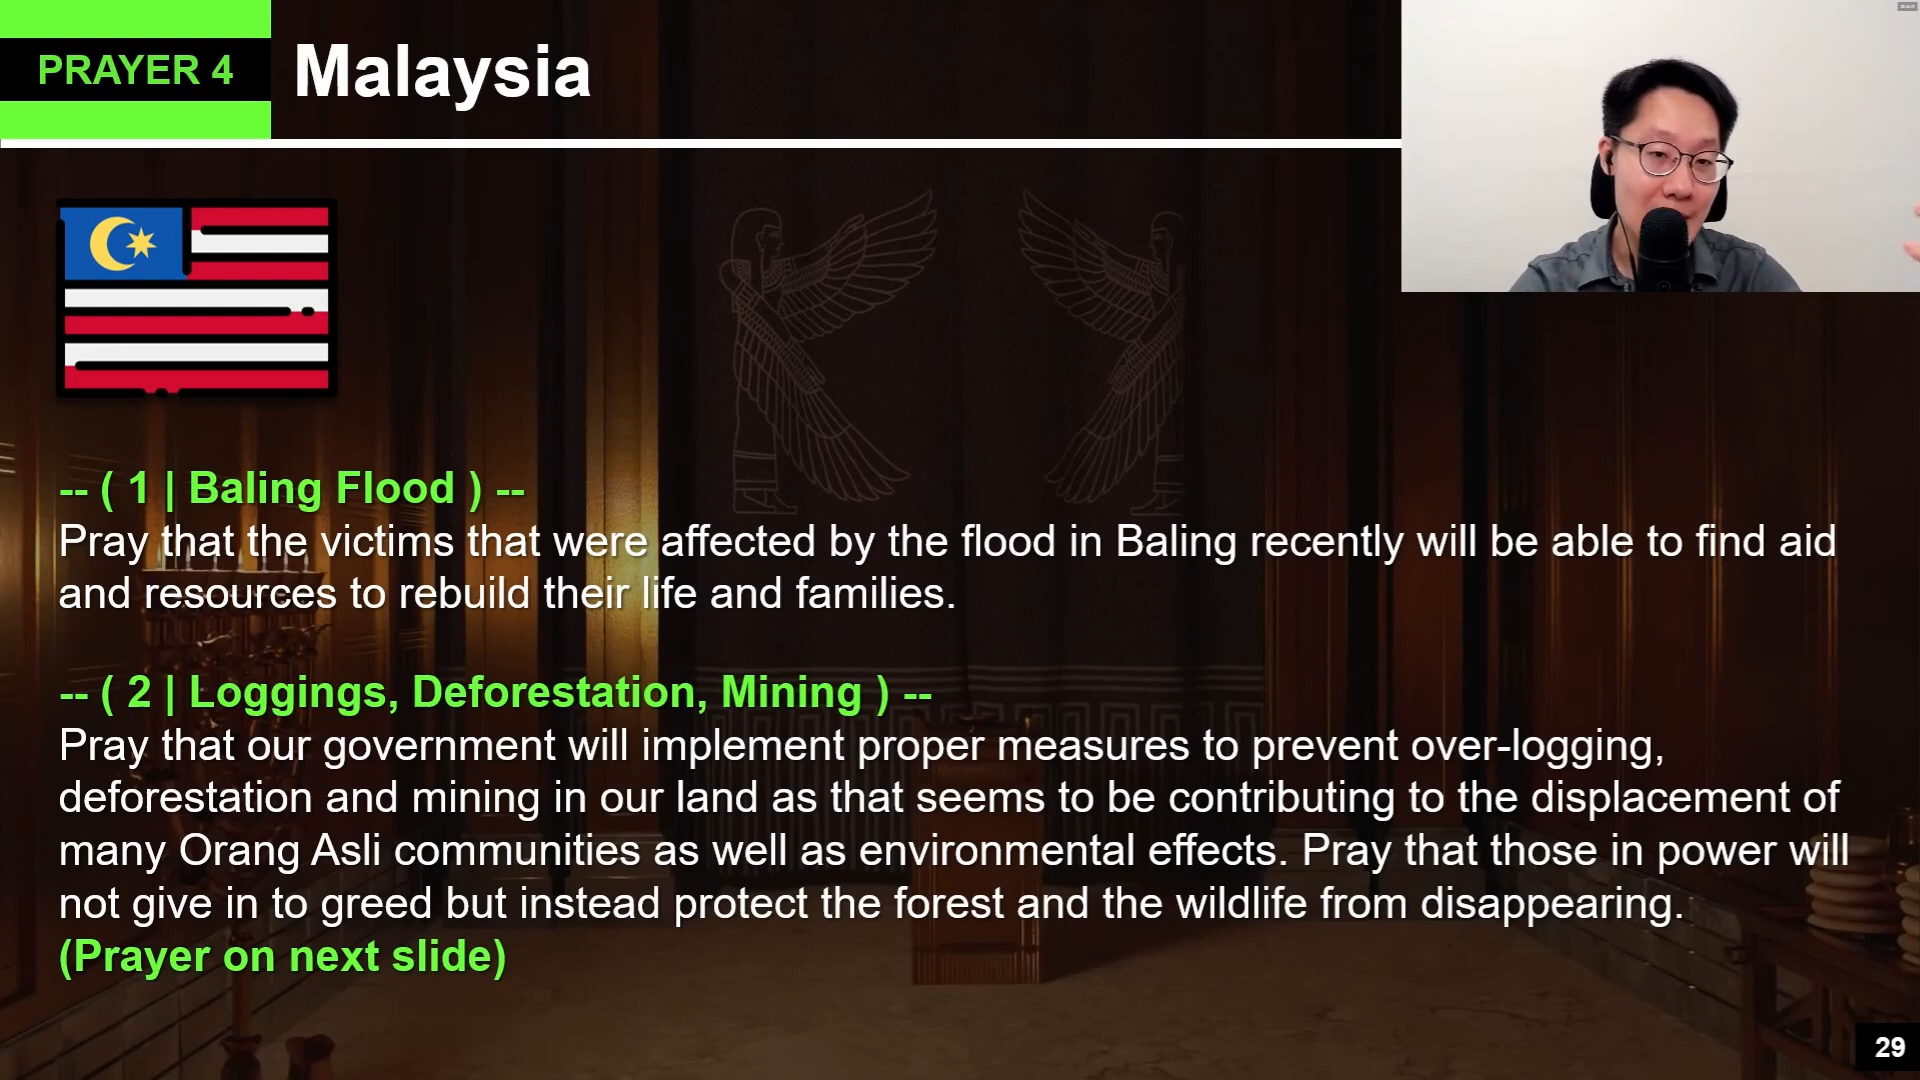 PRAYER 4
Malaysia
-- ( 1 | Baling Flood ) --
Pray that the victims that were affected by the flood in Baling recently will be able to find aid
and resources to rebuild their life and families.
-- ( 2 | Loggings, Deforestation, Mining ) --
Pray that our government will implement proper measures to prevent over-logging,
deforestation and mining in our land as that seems to be contributing to the displacement of
many Orang Asli communities as well as environmental effects. Pray that those in power will
not give in to greed but instead protect the forest and the wildlife from disappearing.
(Prayer on next slide)
29